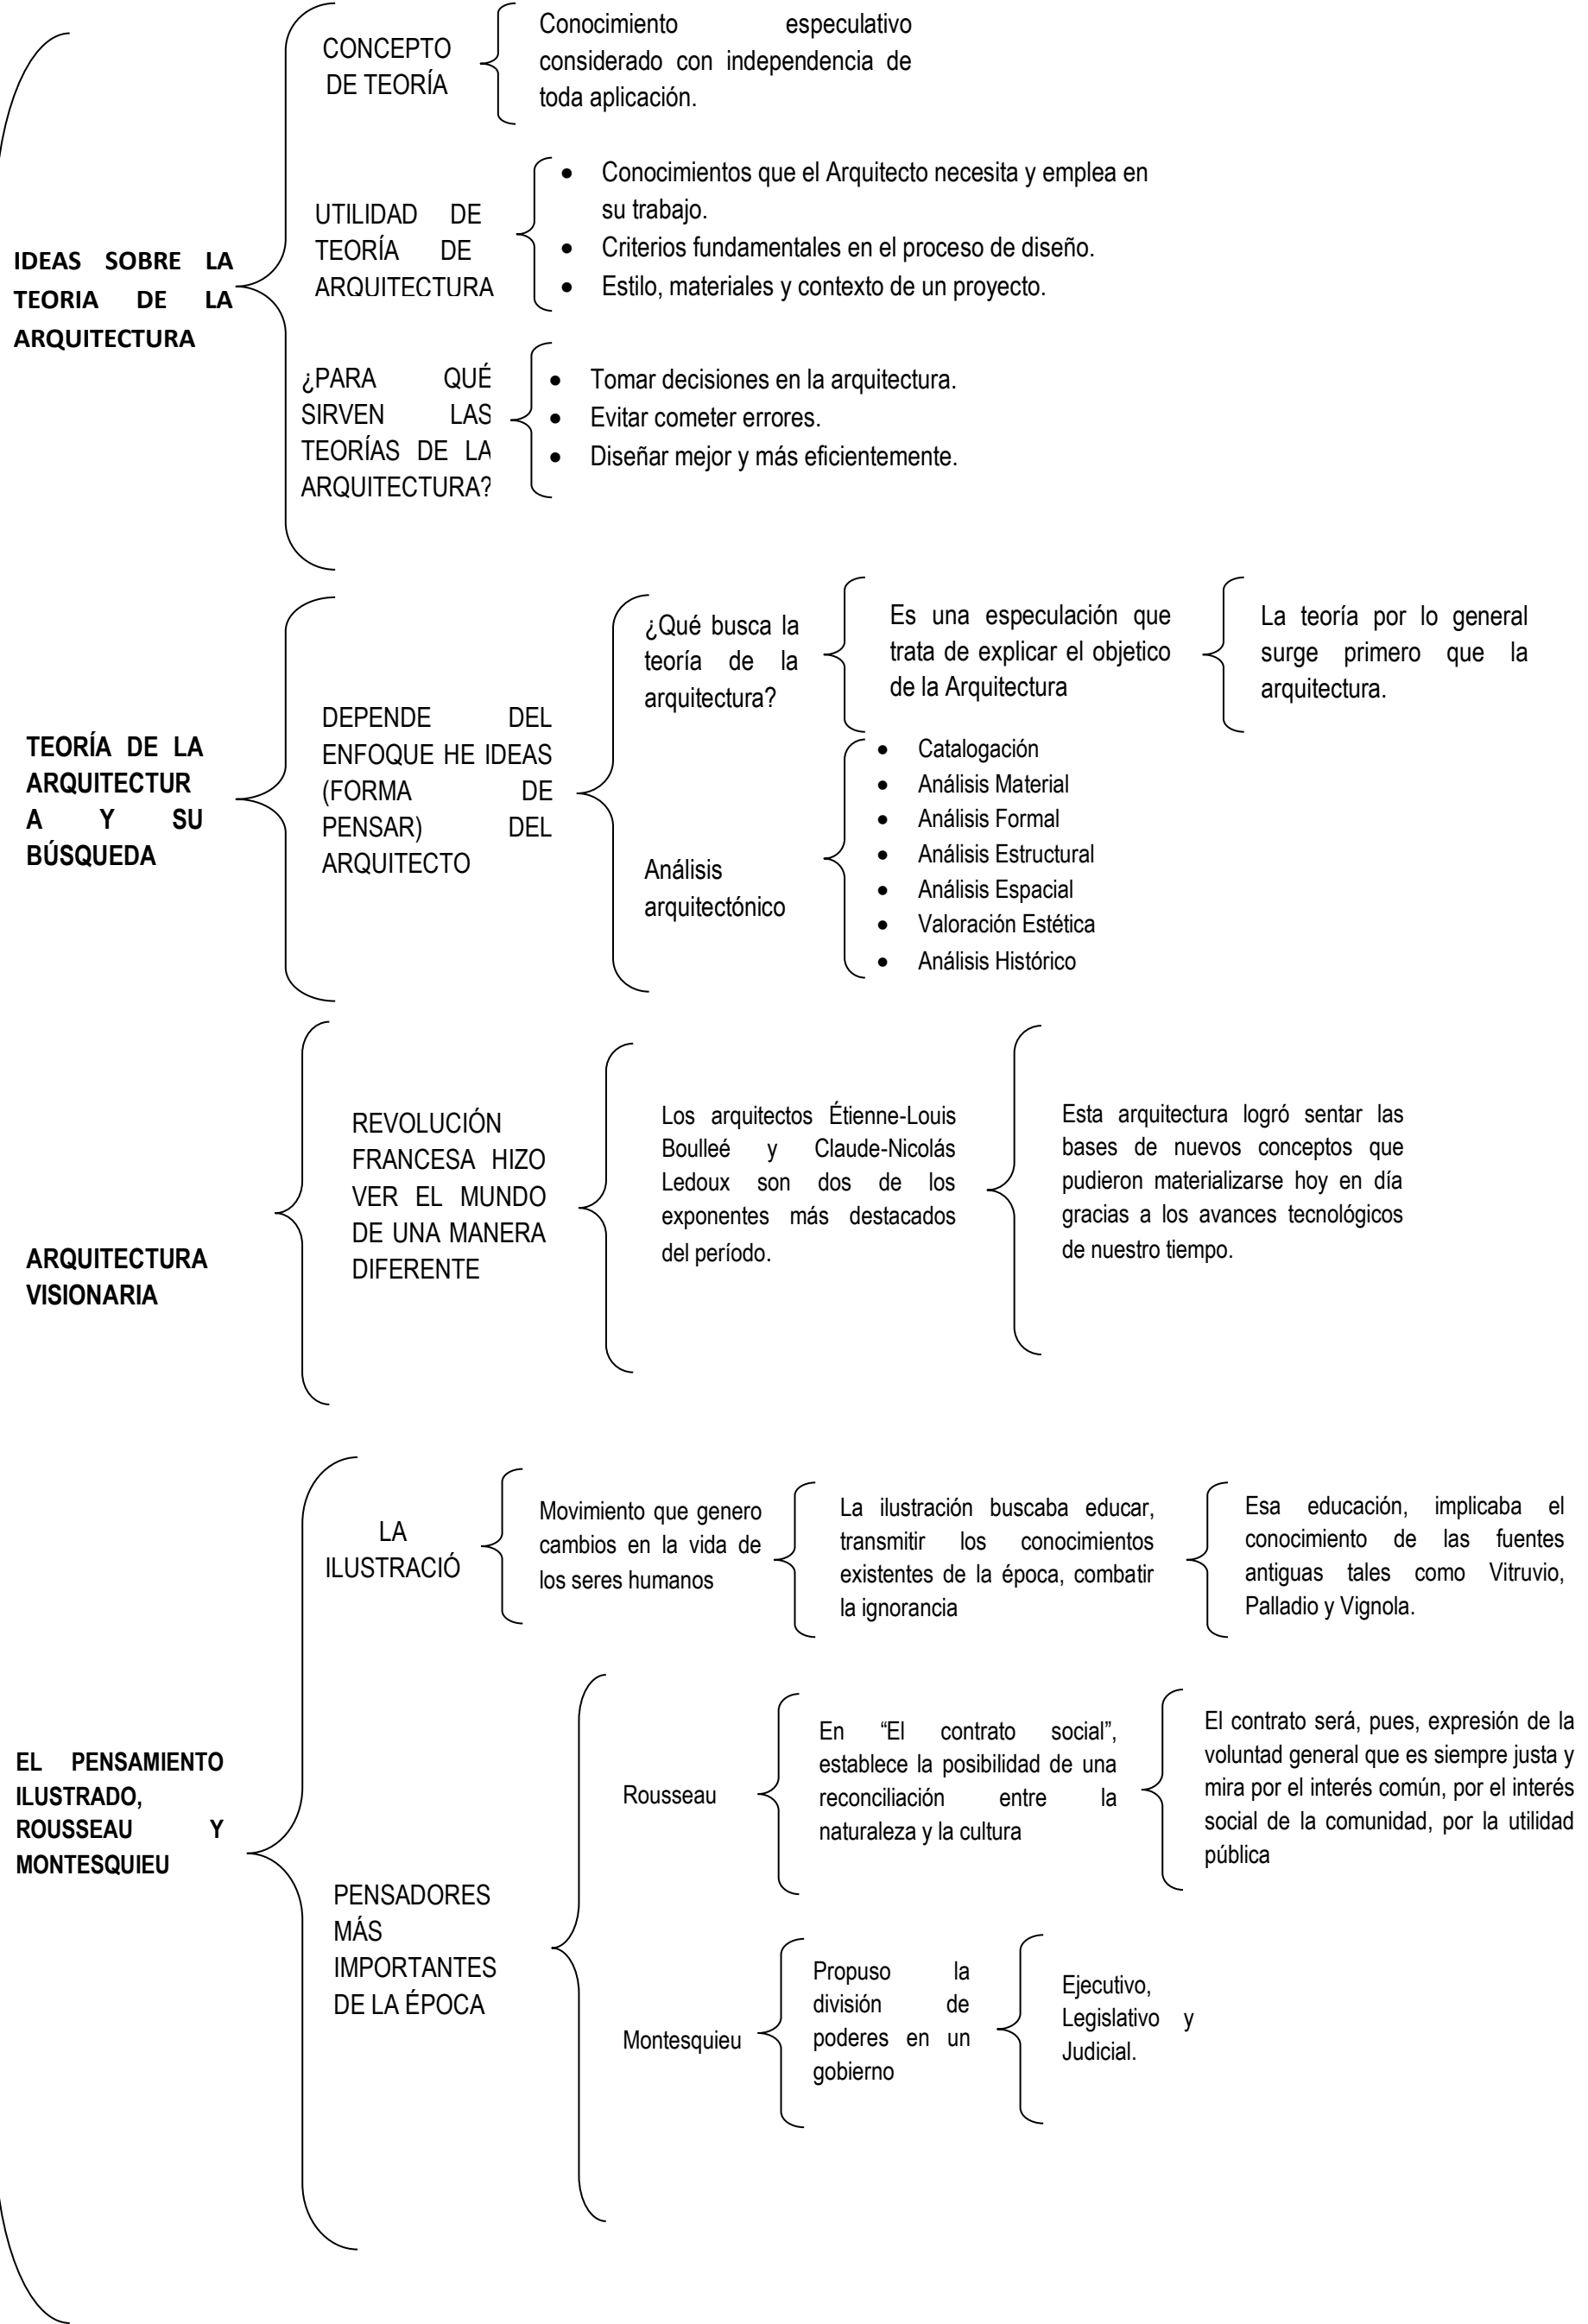 IDEAS SOBRE LA
TEORIA DE LA
ARQUITECTURA
CONCEPTO
DE TEORÍA
Conocimiento especulativo
considerado con independencia de
toda aplicación.
UTILIDAD DE
TEORÍA DE
ARQUITECTURA
• Conocimientos que el Arquitecto necesita y emplea en
su trabajo.
• Criterios fundamentales en el proceso de diseño.
• Estilo, materiales y contexto de un proyecto.
¿PARA QUÉ
SIRVEN LAS
TEORÍAS DE LA
ARQUITECTURA?
• Tomar decisiones en la arquitectura.
• Evitar cometer errores.
• Diseñar mejor y más eficientemente.
TEORÍA DE LA
ARQUITECTUR
A Y SU
BÚSQUEDA
DEPENDE DEL
ENFOQUE HE IDEAS
(FORMA DE
PENSAR) DEL
ARQUITECTO
¿Qué busca la
teoría de la
arquitectura?
Es una especulación que
trata de explicar el objetico
de la Arquitectura
La teoría por lo general
surge primero que la
arquitectura.
Análisis
arquitectónico
• Catalogación
• Análisis Material
• Análisis Formal
• Análisis Estructural
• Análisis Espacial
• Valoración Estética
• Análisis Histórico
ARQUITECTURA
VISIONARIA
REVOLUCIÓN
FRANCESA HIZO
VER EL MUNDO
DE UNA MANERA
DIFERENTE
Los arquitectos Étienne-Louis
Boulleé y Claude-Nicolás
Ledoux son dos de los
exponentes más destacados
del período.
Esta arquitectura logró sentar las
bases de nuevos conceptos que
pudieron materializarse hoy en día
gracias a los avances tecnológicos
de nuestro tiempo.
EL PENSAMIENTO
ILUSTRADO,
ROUSSEAU Y
MONTESQUIEU
LA
ILUSTRACIÓ
Movimiento que genero
cambios en la vida de
los seres humanos
La ilustración buscaba educar,
transmitir los conocimientos
existentes de la época, combatir
la ignorancia
Esa educación, implicaba el
conocimiento de las fuentes
antiguas tales como Vitruvio,
Palladio y Vignola.
PENSADORES
MÁS
IMPORTANTES
DE LA ÉPOCA
Rousseau
En “El contrato social”,
establece la posibilidad de una
reconciliación entre la
naturaleza y la cultura
El contrato será, pues, expresión de la
voluntad general que es siempre justa y
mira por el interés común, por el interés
social de la comunidad, por la utilidad
pública
Montesquieu
Propuso la
división de
poderes en un
gobierno
Ejecutivo,
Legislativo y
Judicial.